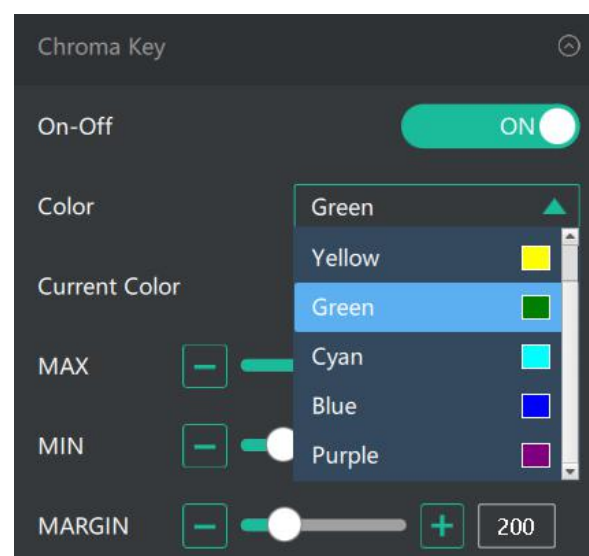 Chroma Key
On-Off ON
Color Green
Yellow
Current Color
Green
MAX
Cyan
Blue
MIN
Purple
MARGIN 200